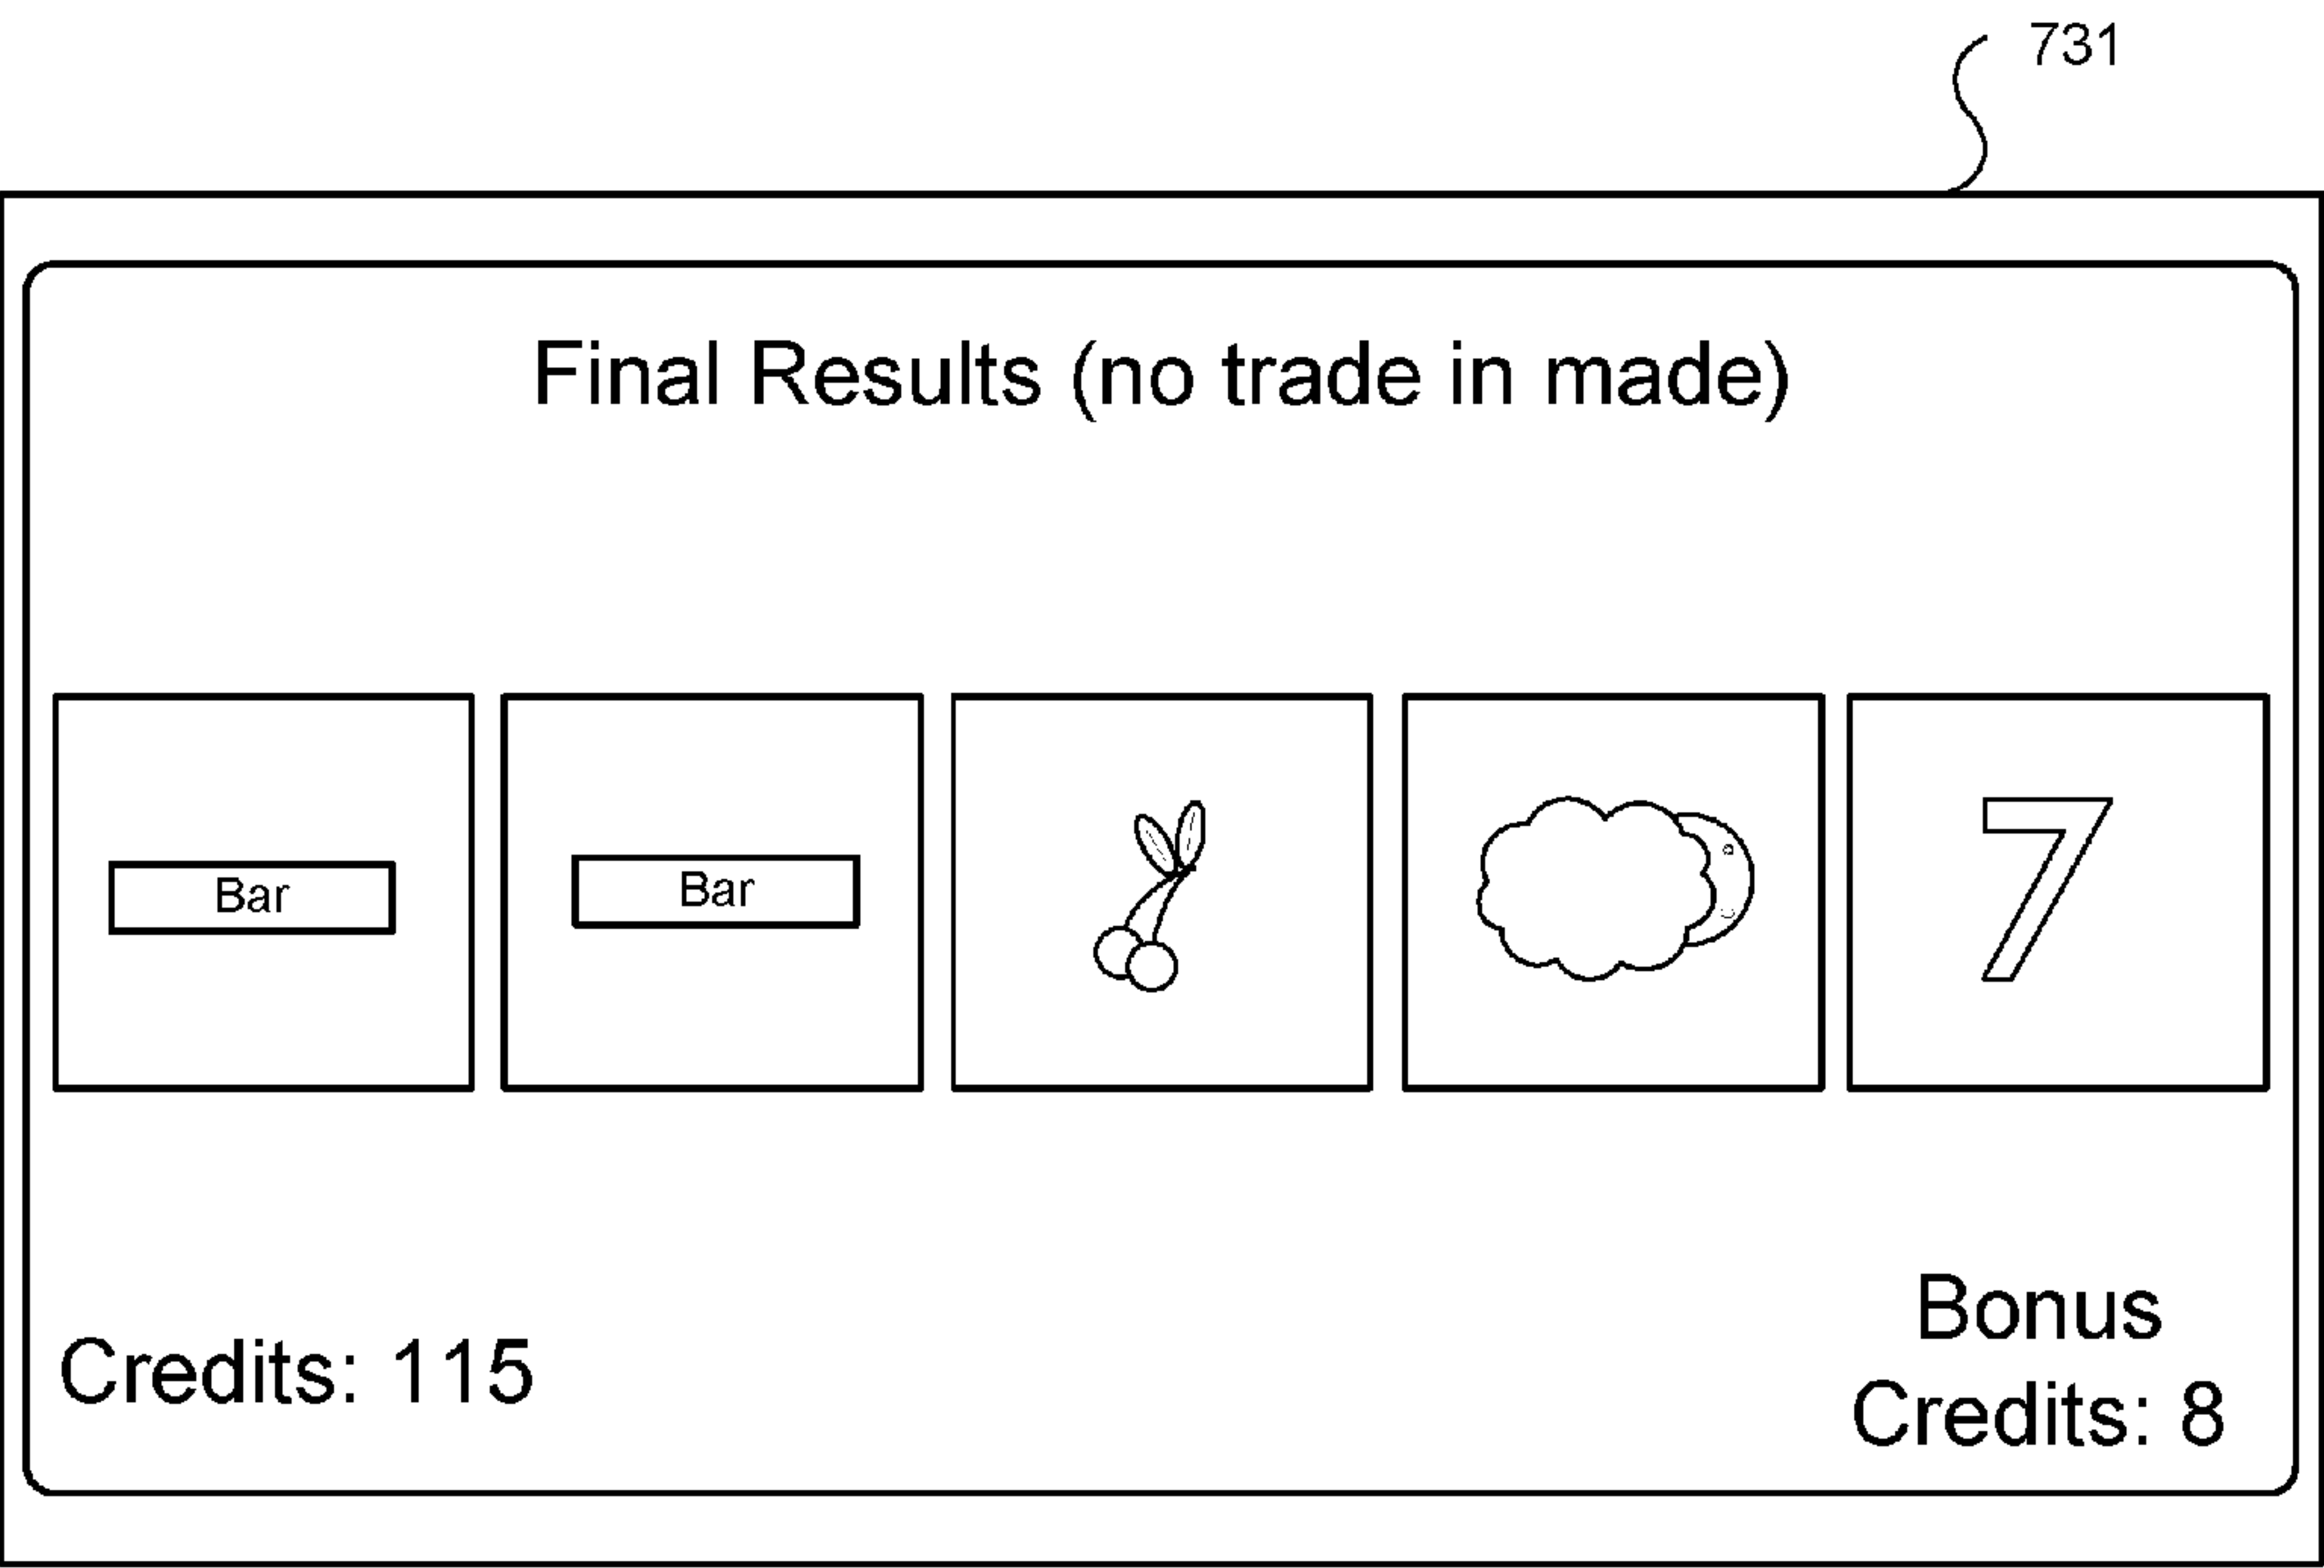 731
Final Results (no trade in made)
Bar
Bar
7
Credits: 115
Bonus
Credits: 8